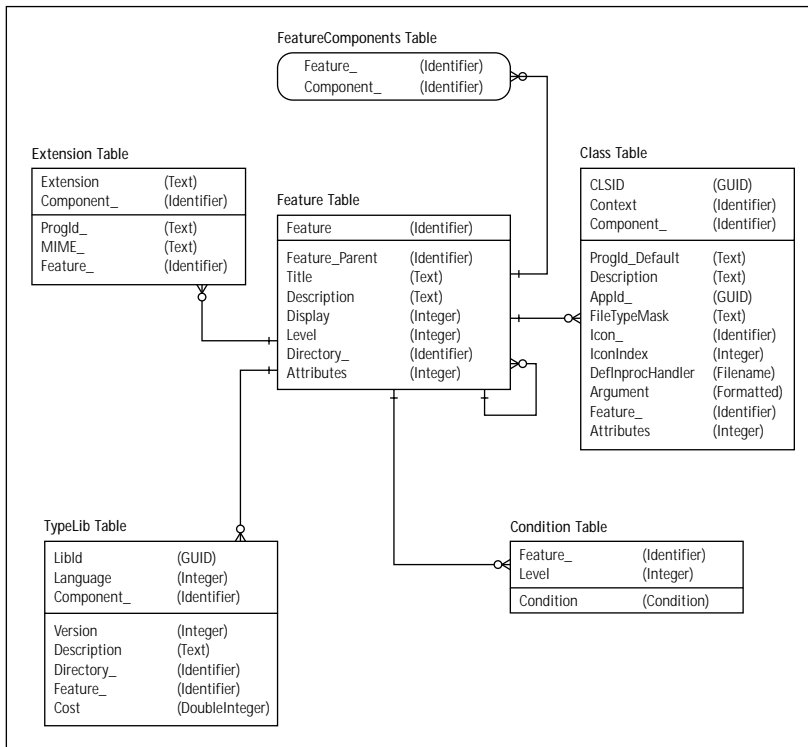 FeatureComponents Table
Feature_ (Identifier)
Component_ (Identifier)
Extension Table
Extension (Text)
Component_ (Identifier)
ProgId_ (Text)
MIME_ (Text)
Feature_ (Identifier)
Feature Table
Feature (Identifier)
Feature_Parent (Identifier)
Title (Text)
Description (Text)
Display (Integer)
Level (Integer)
Directory_ (Identifier)
Attributes (Integer)
Class Table
CLSID (GUID)
Context (Identifier)
Component_ (Identifier)
ProgId_Default (Text)
Description (Text)
AppId_ (GUID)
FileTypeMask (Text)
Icon_ (Identifier)
IconIndex (Integer)
DefInprocHandler (Filename)
Argument (Formatted)
Feature_ (Identifier)
Attributes (Integer)
TypeLib Table
LibId (GUID)
Language (Integer)
Component_ (Identifier)
Version (Integer)
Description (Text)
Directory_ (Identifier)
Feature_ (Identifier)
Cost (DoubleInteger)
Condition Table
Feature_ (Identifier)
Level (Integer)
Condition (Condition)